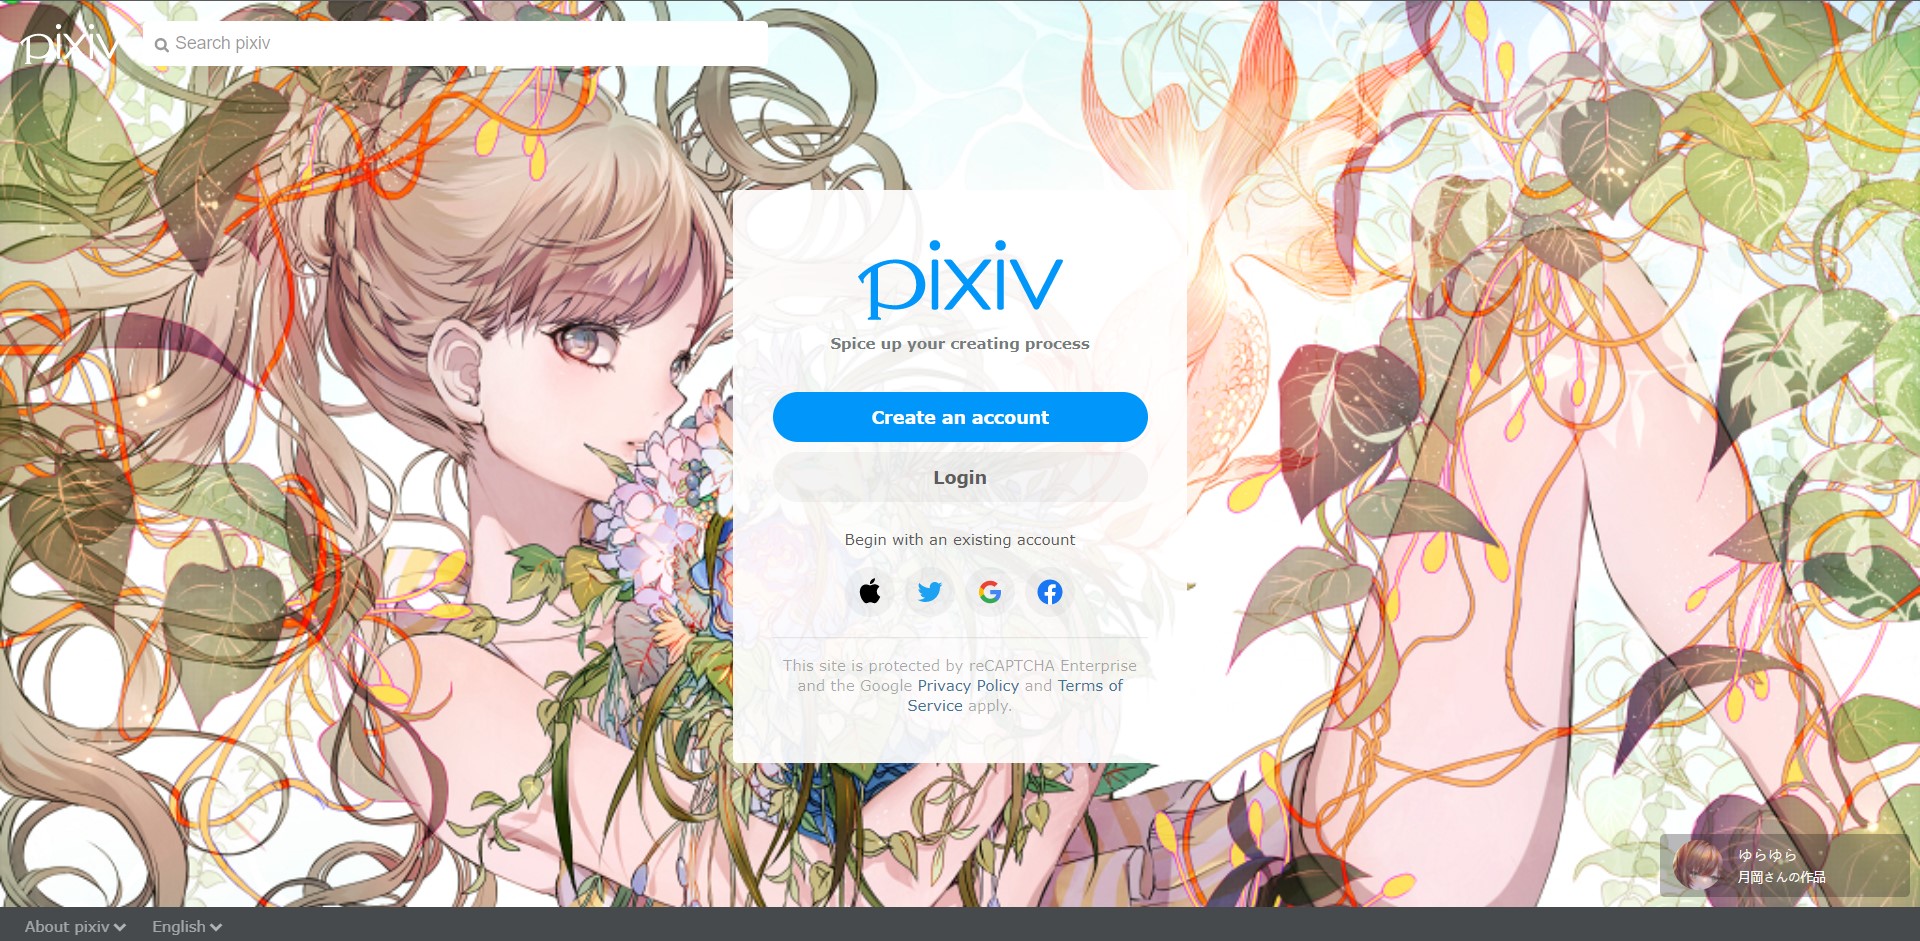 pixiv
Search pixiv
pixiv
Spice up your creating process
Create an account
Login
Begin with an existing account
This site is protected by reCAPTCHA Enterprise
and the Google Privacy Policy and Terms of
Service apply.
ゆらゆら
月岡さんの作品
About pixiv
English